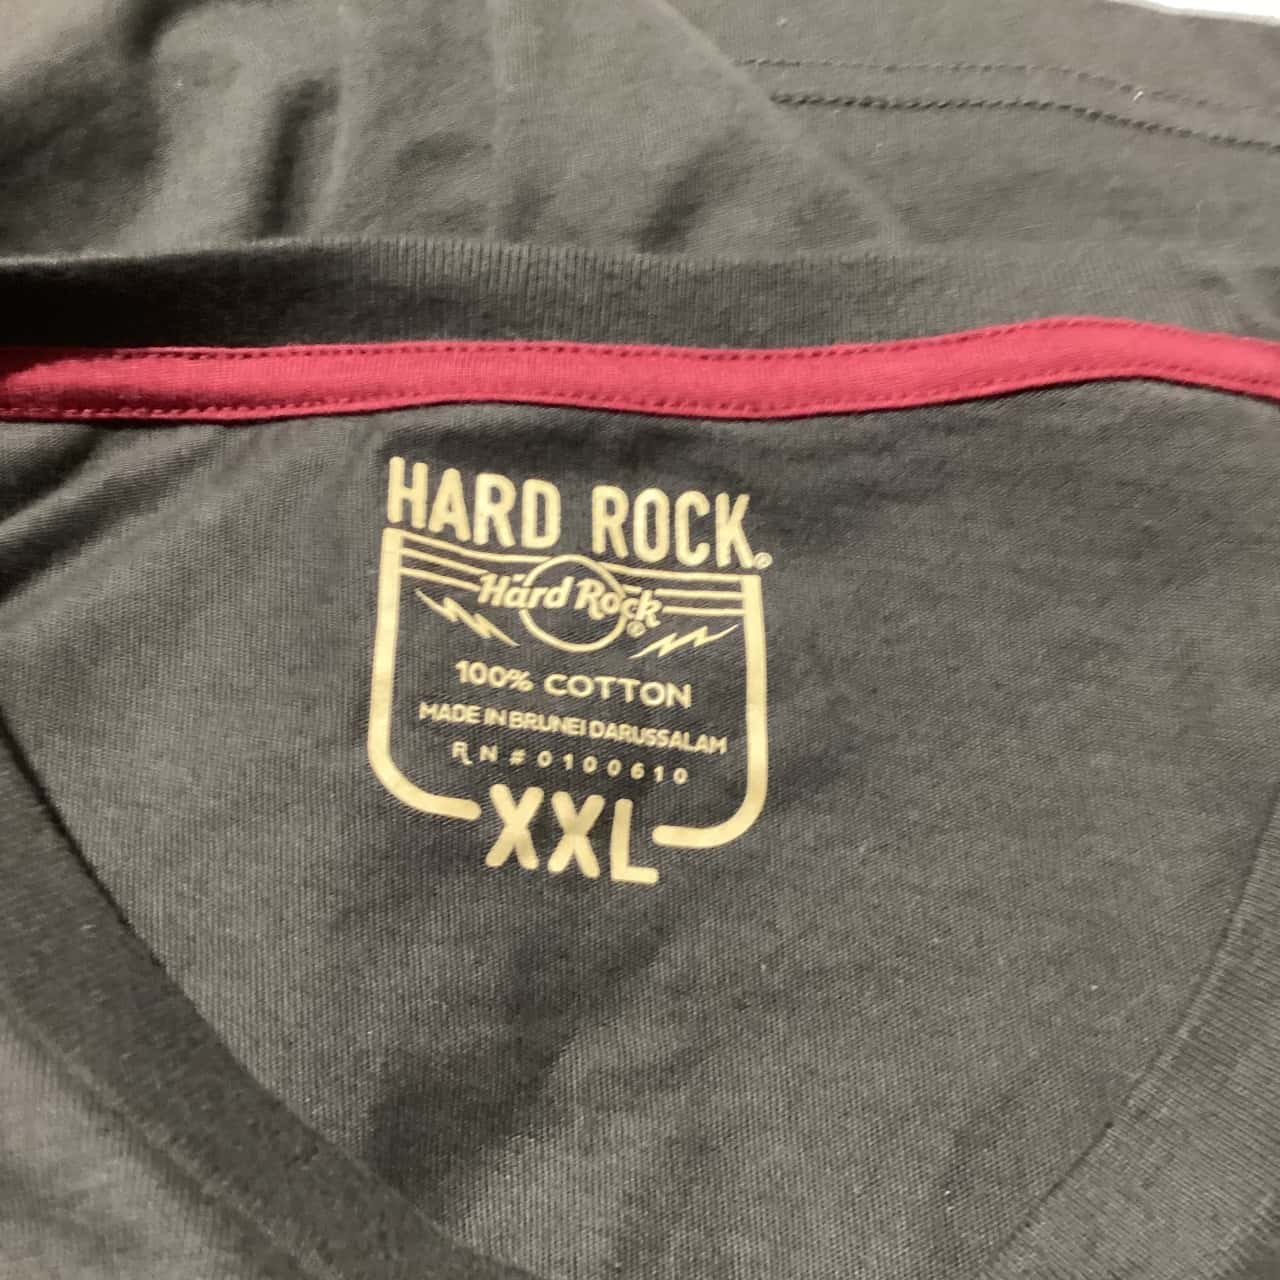 HARD ROCK®
Hard Rock®
100% COTTON
MADE IN BRUNEI DARUSSALAM
RN#0100610
XXL